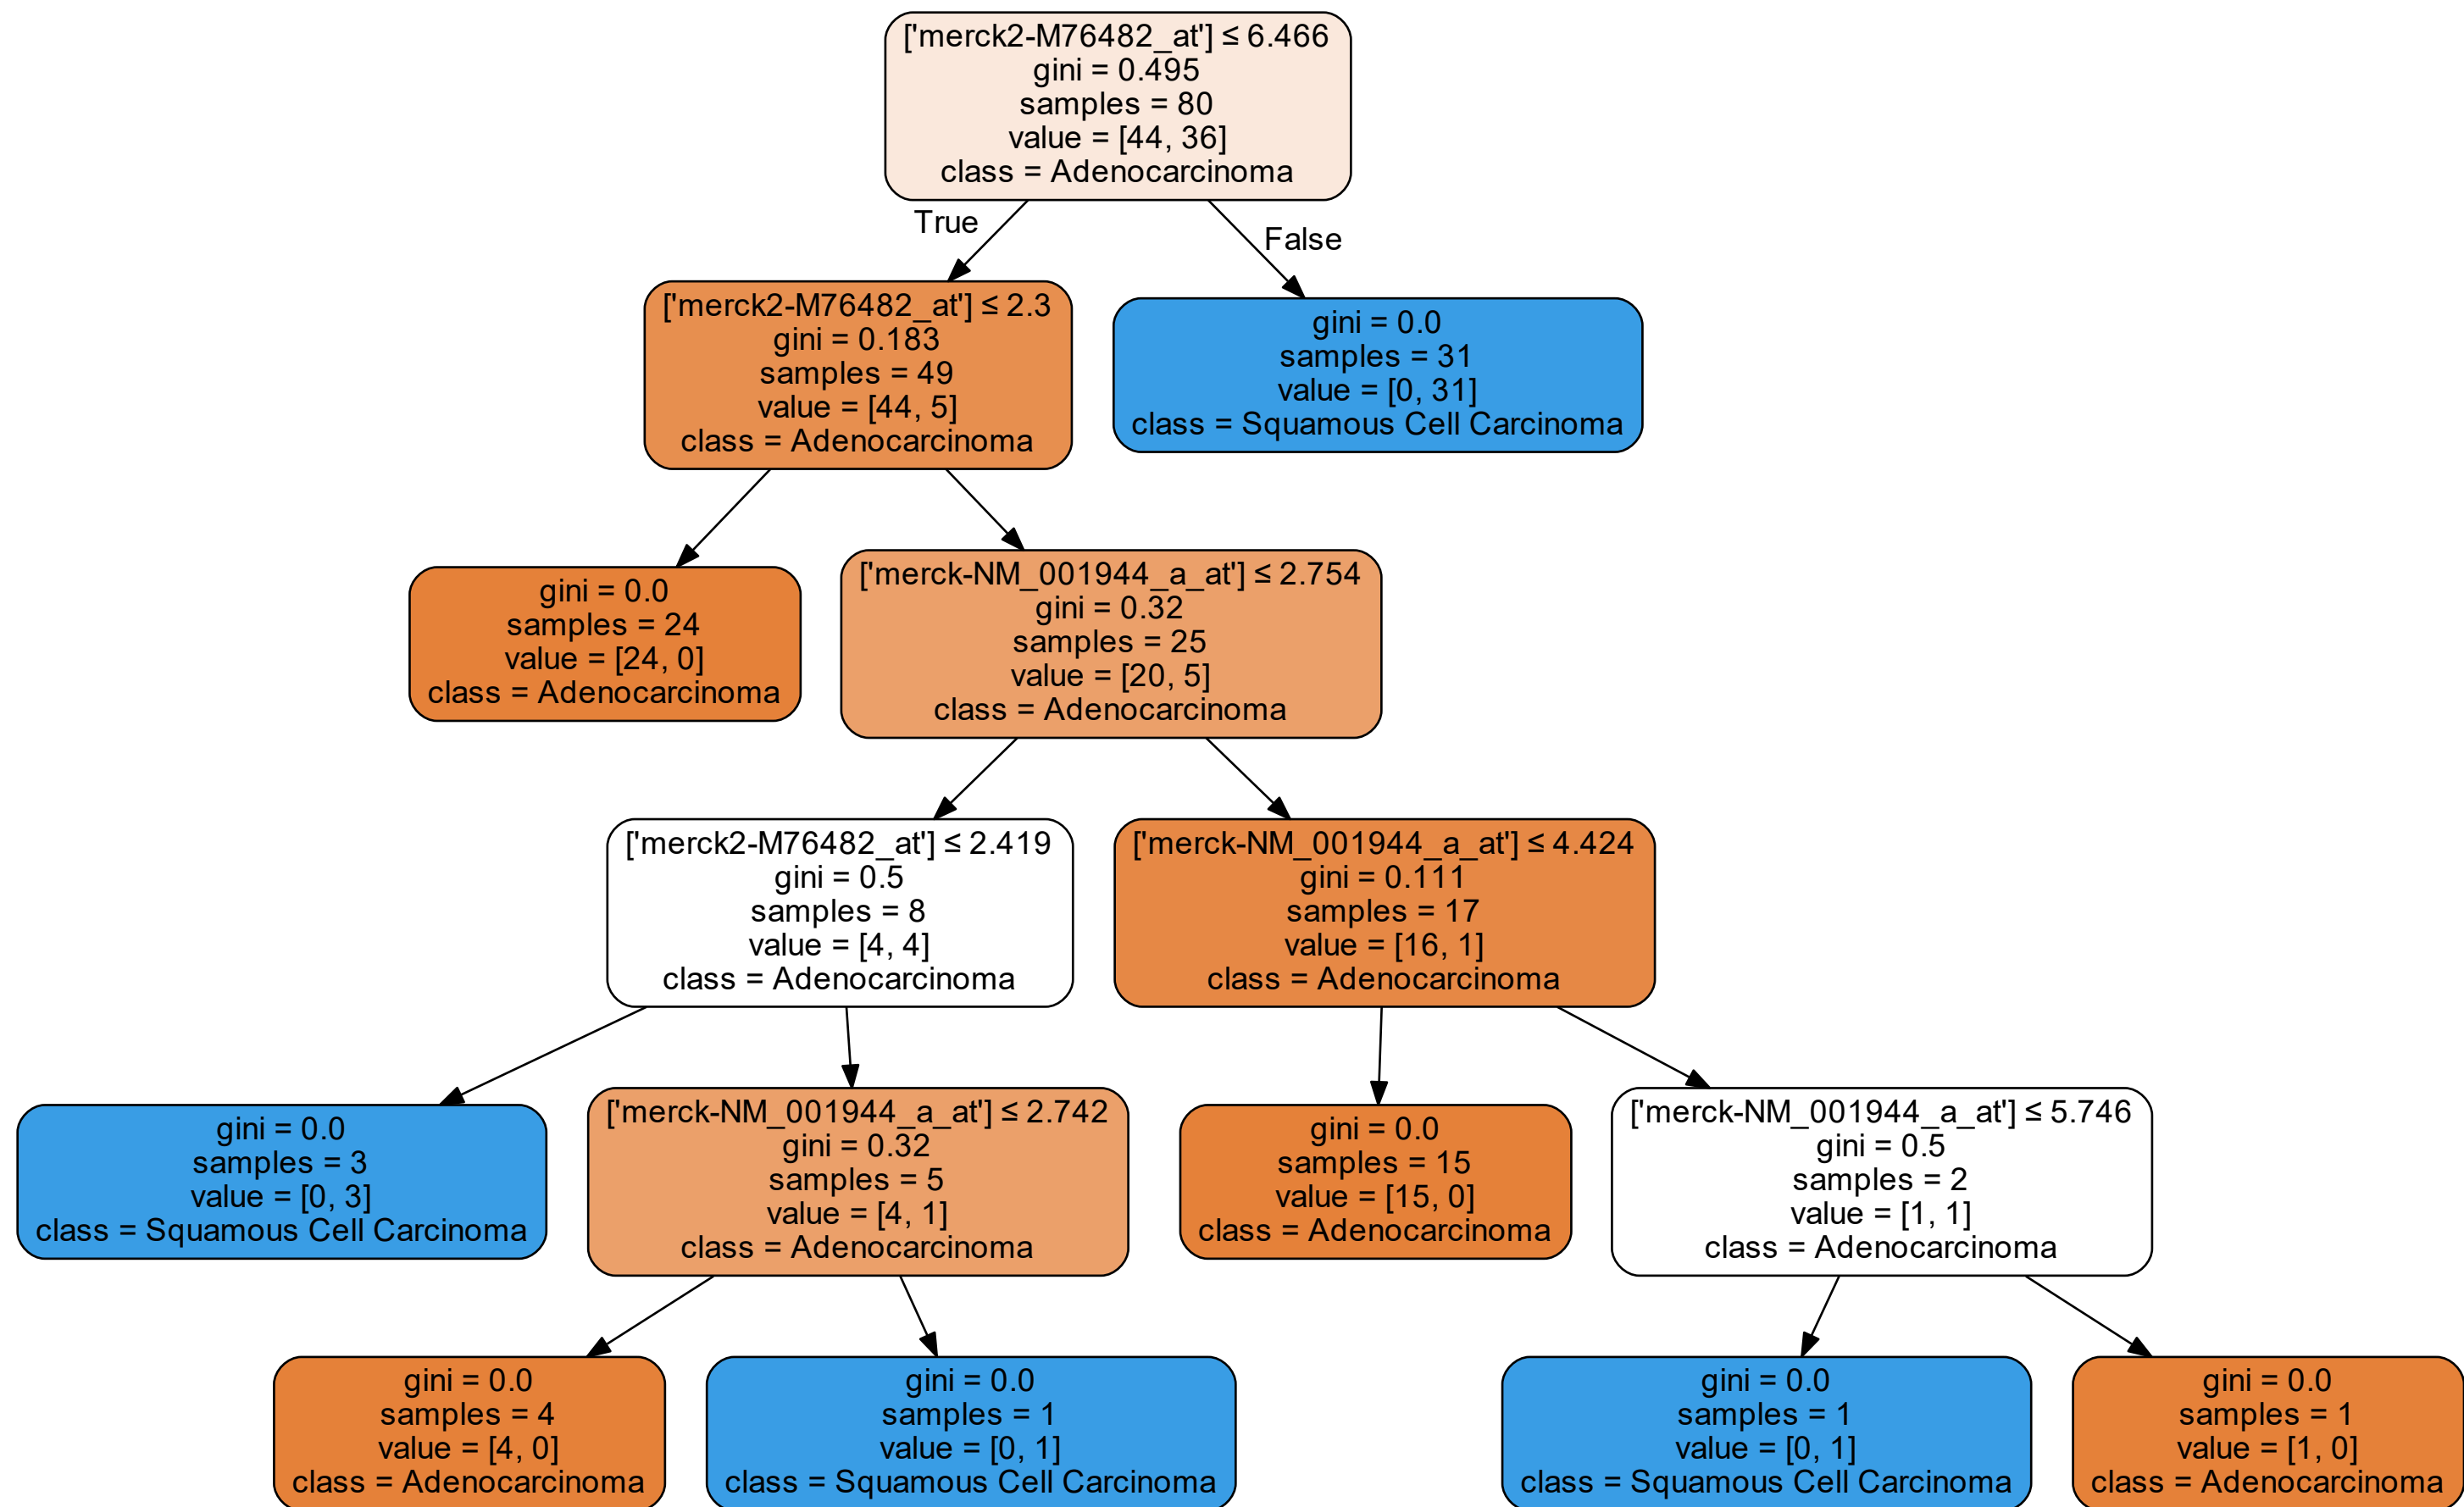 ['merck2-M76482_at'] ≤ 6.466
gini = 0.495
samples = 80
value = [44, 36]
class = Adenocarcinoma
True
False
['merck2-M76482_at'] ≤ 2.3
gini = 0.183
samples = 49
value = [44, 5]
class = Adenocarcinoma
gini = 0.0
samples = 31
value = [0, 31]
class = Squamous Cell Carcinoma
gini = 0.0
samples = 24
value = [24, 0]
class = Adenocarcinoma
['merck-NM_001944_a_at'] ≤ 2.754
gini = 0.32
samples = 25
value = [20, 5]
class = Adenocarcinoma
['merck2-M76482_at'] ≤ 2.419
gini = 0.5
samples = 8
value = [4, 4]
class = Adenocarcinoma
['merck-NM_001944_a_at'] ≤ 4.424
gini = 0.111
samples = 17
value = [16, 1]
class = Adenocarcinoma
gini = 0.0
samples = 3
value = [0, 3]
class = Squamous Cell Carcinoma
['merck-NM_001944_a_at'] ≤ 2.742
gini = 0.32
samples = 5
value = [4, 1]
class = Adenocarcinoma
gini = 0.0
samples = 15
value = [15, 0]
class = Adenocarcinoma
['merck-NM_001944_a_at'] ≤ 5.746
gini = 0.5
samples = 2
value = [1, 1]
class = Adenocarcinoma
gini = 0.0
samples = 4
value = [4, 0]
class = Adenocarcinoma
gini = 0.0
samples = 1
value = [0, 1]
class = Squamous Cell Carcinoma
gini = 0.0
samples = 1
value = [0, 1]
class = Squamous Cell Carcinoma
gini = 0.0
samples = 1
value = [1, 0]
class = Adenocarcinoma